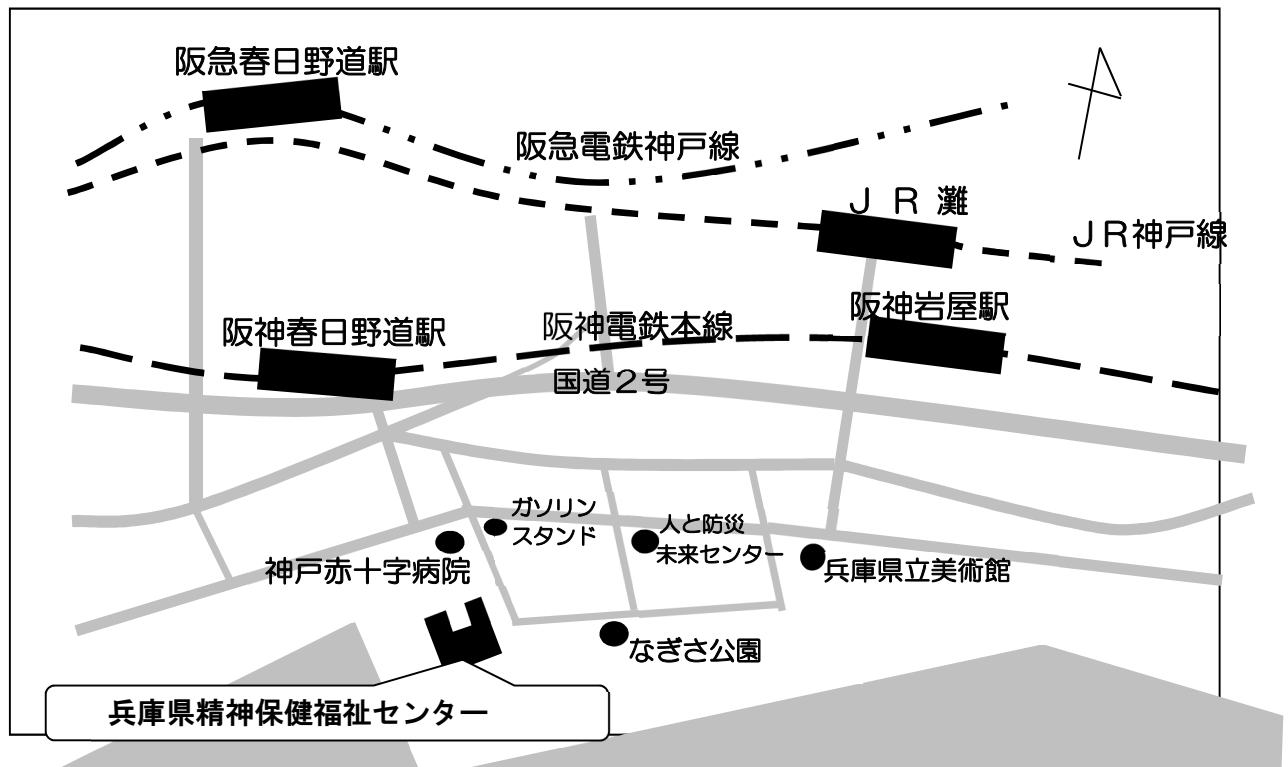 阪急春日野道駅
阪急電鉄神戸線
ＪＲ灘
ＪＲ神戸線
阪神岩屋駅
阪神春日野道駅
阪神電鉄本線
国道２号
ガソリン
スタンド
人と防災
未来センター
神戸赤十字病院
兵庫県立美術館
なぎさ公園
兵庫県精神保健福祉センター